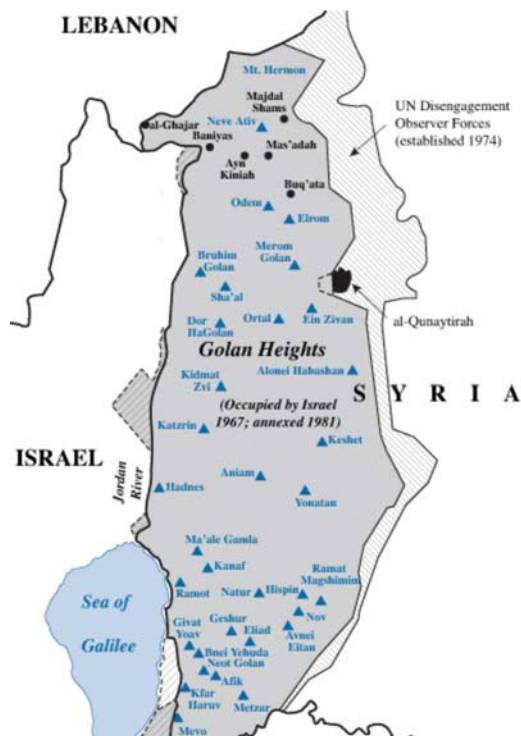 LEBANON
Mt. Hermon
Majdal
Shams
Neve Ativ
al-Ghajar
Baniyas
Mas'adah
Ayn
Kiniah
UN Disengagement
Observer Forces
(established 1974)
Buq'ata
Odem
Elrom
Bruhim
Golan
Merom
Golan
Sha'al
al-Qunaytirah
Dor
HaGolan
Ortal
Ein Zivan
Golan Heights
Kidmat
Zvi
Alonei Habashan
SYRIA
(Occupied by Israel
1967; annexed 1981)
Katzrin
Keshet
ISRAEL
Jordan
River
Aniam
Hadnes
Yonatan
Ma'ale Gamla
Kanaf
Ramat
Magshimim
Ramot
Natur
Hispin
Sea of
Galilee
Nov
Givat
Yoav
Geshur
Eliad
Avnei
Eitan
Bnei Yehuda
Neot Golan
Afik
Kfar
Haruv
Metzar
Mevo